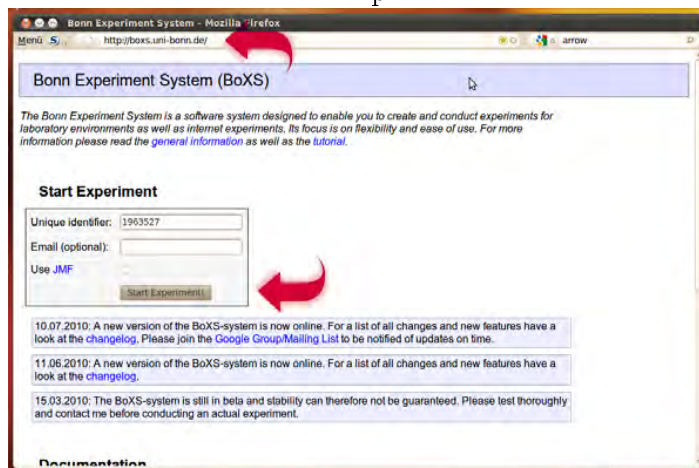 Bonn Experiment System - Mozilla Firefox
Menü S http://boxs.uni-bonn.de/ arrow
Bonn Experiment System (BoXS)
The Bonn Experiment System is a software system designed to enable you to create and conduct experiments for
laboratory environments as well as internet experiments. Its focus is on flexibility and ease of use. For more
information please read the general information as well as the tutorial.
Start Experiment
Unique identifier: 1963527
Email (optional):
Use JMF
Start Experiment!
10.07.2010: A new version of the BoXS-system is now online. For a list of all changes and new features have a
look at the changelog. Please join the Google Group/Mailing List to be notified of updates on time.
11.06.2010: A new version of the BoXS-system is now online. For a list of all changes and new features have a
look at the changelog.
15.03.2010: The BoXS-system is still in beta and stability can therefore not be guaranteed. Please test thoroughly
and contact me before conducting an actual experiment.
Documentation